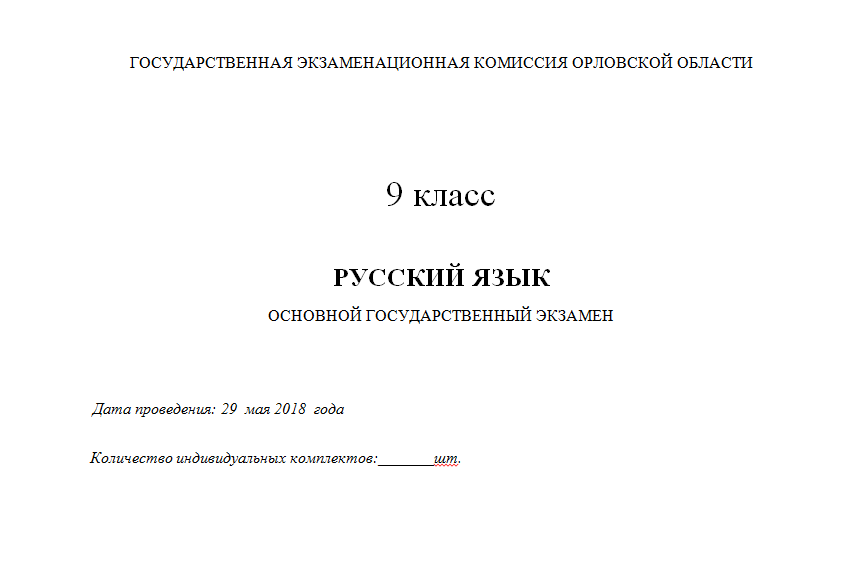 ГОСУДАРСТВЕННАЯ ЭКЗАМЕНАЦИОННАЯ КОМИССИЯ ОРЛОВСКОЙ ОБЛАСТИ
9 класс
РУССКИЙ ЯЗЫК
ОСНОВНОЙ ГОСУДАРСТВЕННЫЙ ЭКЗАМЕН
Дата проведения: 29 мая 2018 года
Количество индивидуальных комплектов:_______шт.